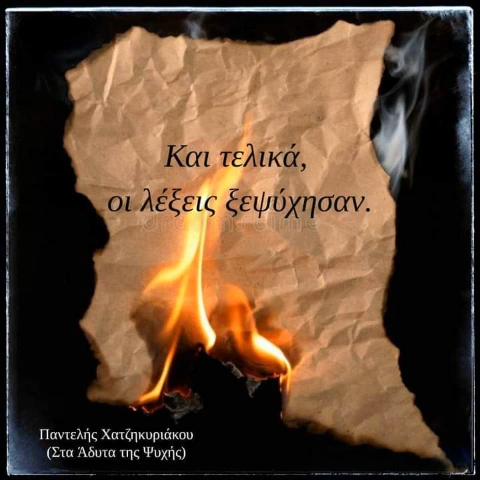 Και τελικά,
οι λέξεις ξεψύχησαν.
Παντελής Χατζηκυριάκου
(Στα Άδυτα της Ψυχής)